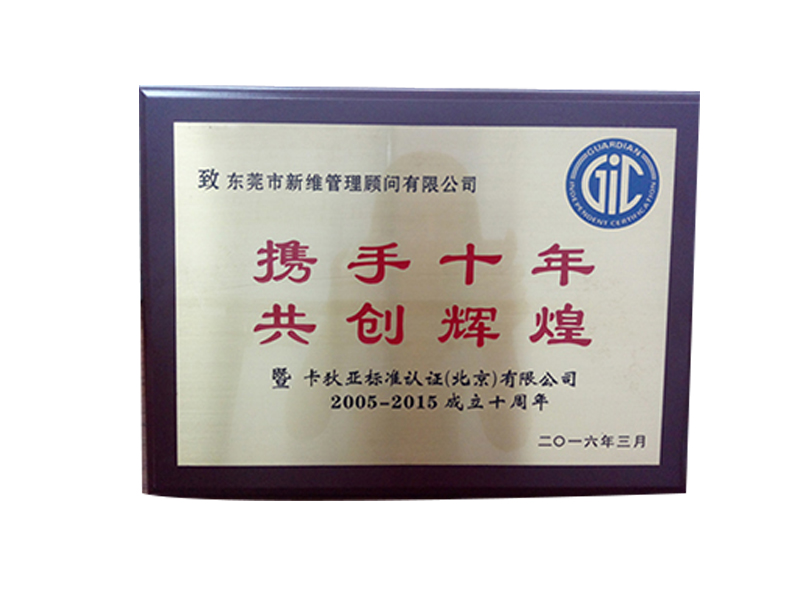 致 东莞市新维管理顾问有限公司
GUARDIAN
GIC
INDEPENDENT CERTIFICATION
携手十年
共创辉煌
暨 卡狄亚标准认证(北京)有限公司
2005-2015 成立十周年
二〇一六年三月